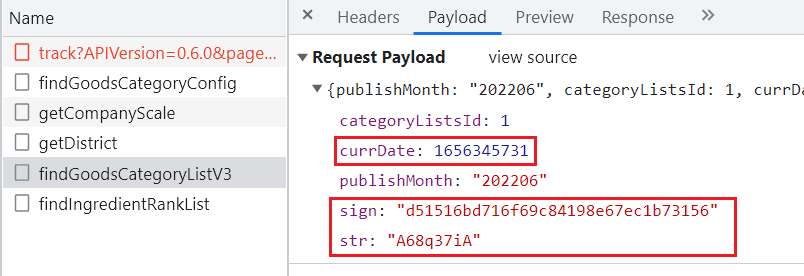 Name
track?APIVersion=0.6.0&page...
findGoodsCategoryConfig
getCompanyScale
getDistrict
findGoodsCategoryListV3
findIngredientRankList
× Headers Payload Preview Response »
▼ Request Payload view source
▼ {publishMonth: "202206", categoryListsId: 1, currDa
categoryListsId: 1
currDate: 1656345731
publishMonth: "202206"
sign: "d51516bd716f69c84198e67ec1b73156"
str: "A68q37iA"